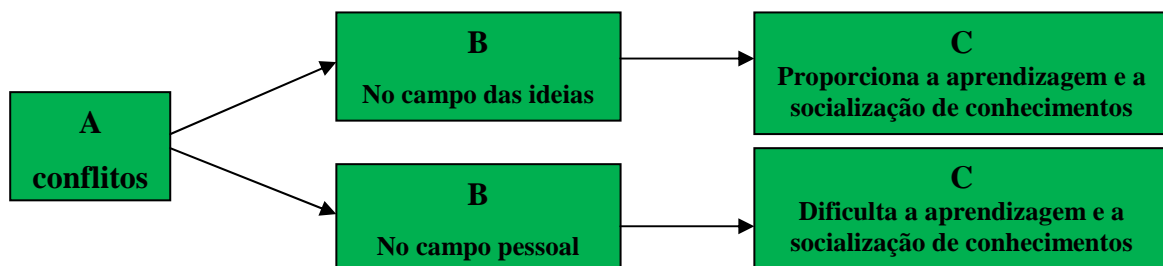 A
conflitos
B
No campo das ideias
C
Proporciona a aprendizagem e a
socialização de conhecimentos
B
No campo pessoal
C
Dificulta a aprendizagem e a
socialização de conhecimentos